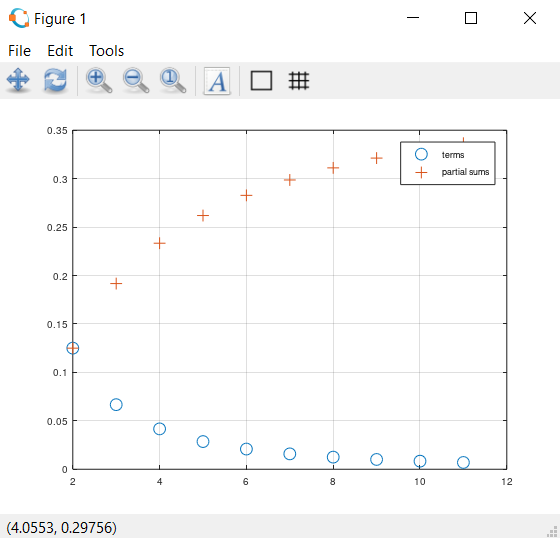 Figure 1
File Edit Tools
A
0.35
0.3
0.25
0.2
0.15
0.1
0.05
0
2 4 6 8 10 12
terms
partial sums
(4.0553, 0.29756)